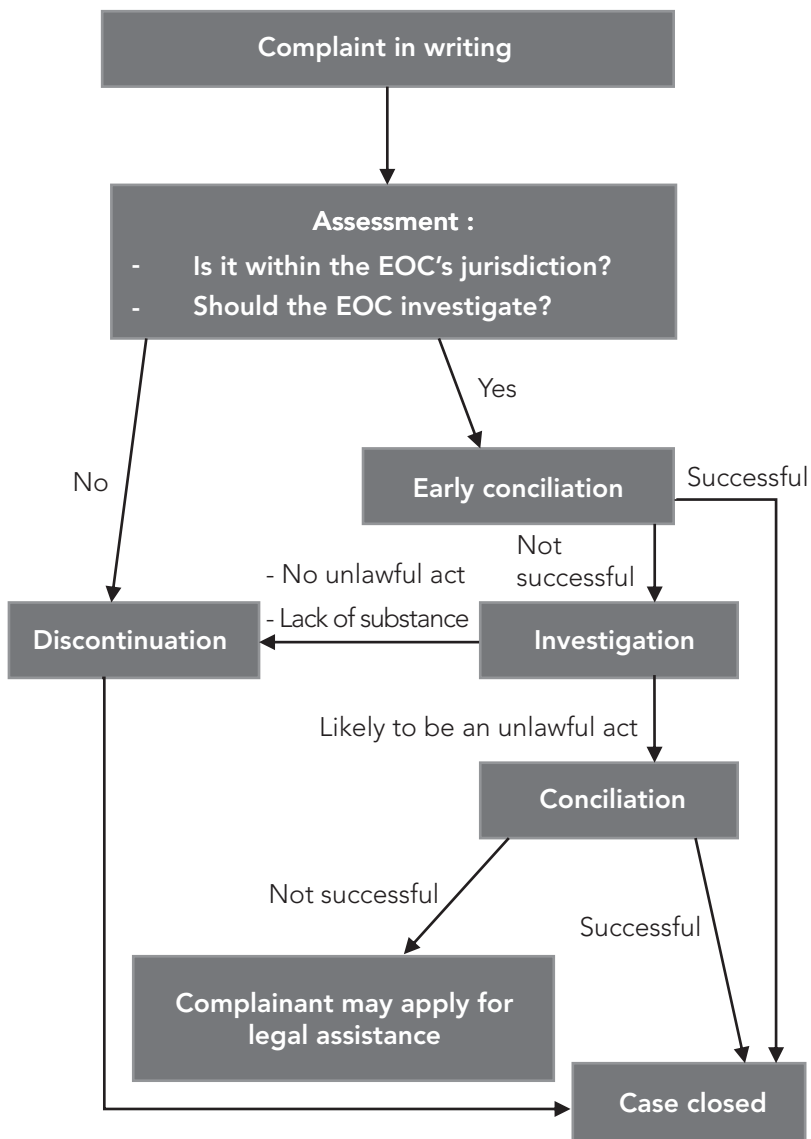 Complaint in writing
Assessment :
- Is it within the EOC's jurisdiction?
- Should the EOC investigate?
Yes
No
Early conciliation
Successful
Not
successful
- No unlawful act
- Lack of substance
Discontinuation
Investigation
Likely to be an unlawful act
Conciliation
Not successful
Successful
Complainant may apply for
legal assistance
Case closed